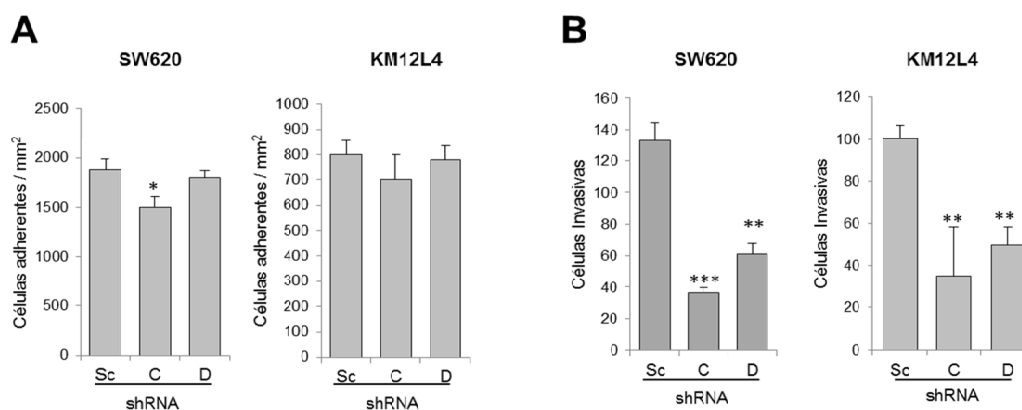 A
SW620
Células adherentes / mm²
2500
2000
1500
1000
500
0
*
Sc C D
shRNA
KM12L4
Células adherentes / mm²
1000
900
800
700
600
500
400
300
200
100
0
Sc C D
shRNA
B
SW620
Células Invasivas
160
140
120
100
80
60
40
20
0
***
**
Sc C D
shRNA
KM12L4
Células Invasivas
120
100
80
60
40
20
0
** **
Sc C D
shRNA